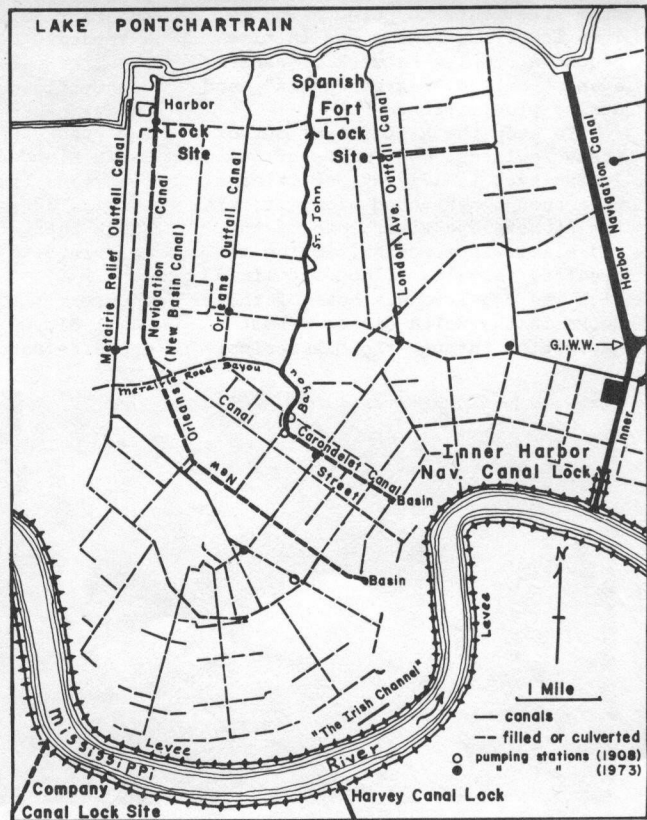 LAKE PONTCHARTRAIN
Harbor
Lock
Site
Spanish
Fort
Lock
Site
Metairie Relief Outfall Canal
Navigation Canal
(New Basin Canal)
Orleans Outfall Canal
St. John
London Ave. Outfall Canal
Harbor Navigation Canal
G.I.W.W.
Metairie Road Bayou
Orleans
Canal
Street
Bayou
Carondelet Canal
Basin
New
Basin
Inner
Inner Harbor
Nav. Canal Lock
N
1 Mile
canals
filled or culverted
pumping stations (1908)
" " (1973)
Levee
"The Irish Channel"
Levee
Mississippi River
Company
Canal Lock Site
Harvey Canal Lock